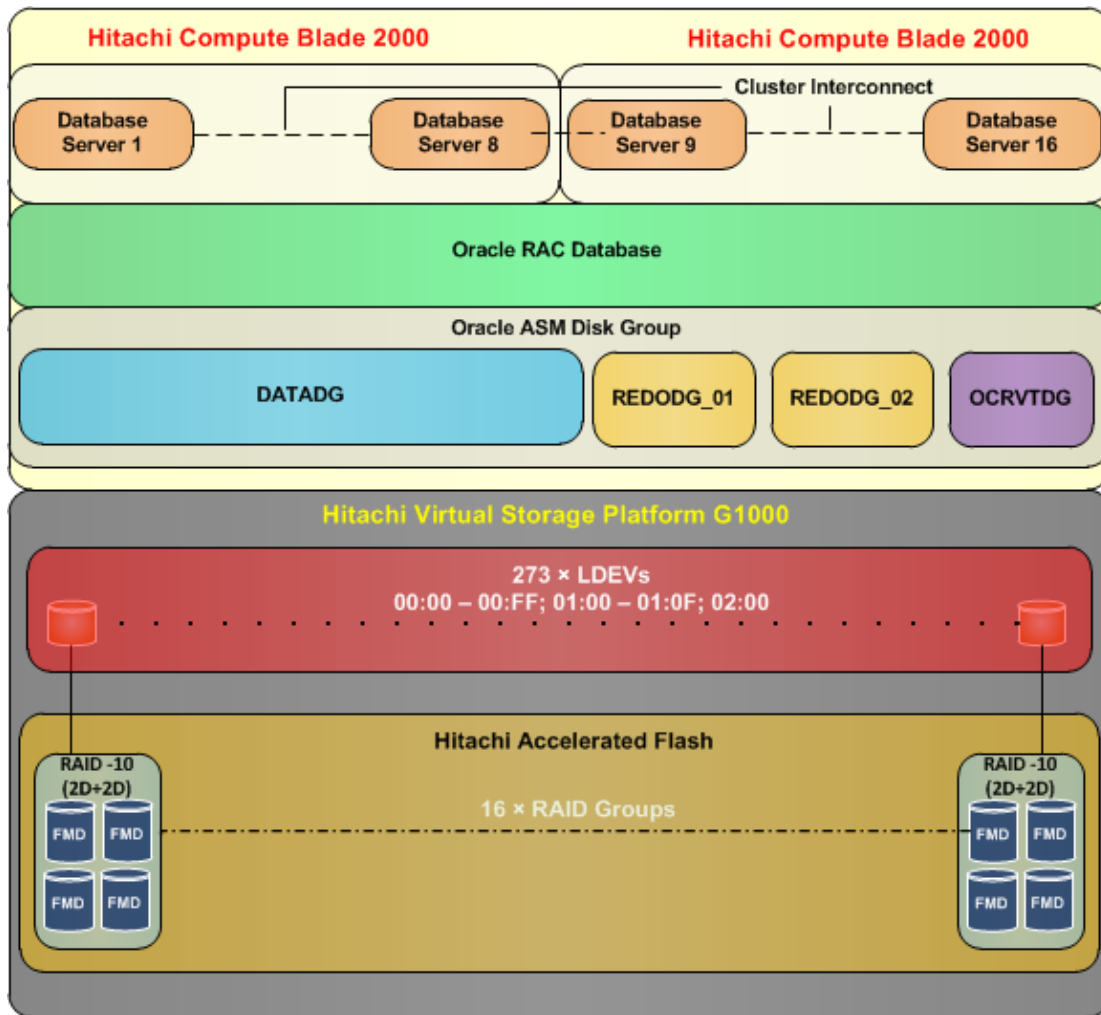 Hitachi Compute Blade 2000
Hitachi Compute Blade 2000
Cluster Interconnect
Database
Server 1
Database
Server 8
Database
Server 9
Database
Server 16
Oracle RAC Database
Oracle ASM Disk Group
DATADG
REDODG_01
REDODG_02
OCRVTDG
Hitachi Virtual Storage Platform G1000
273 × LDEVs
00:00 – 00:FF; 01:00 – 01:0F; 02:00
Hitachi Accelerated Flash
RAID -10
(2D+2D)
FMD
FMD
FMD
FMD
16 × RAID Groups
RAID -10
(2D+2D)
FMD
FMD
FMD
FMD